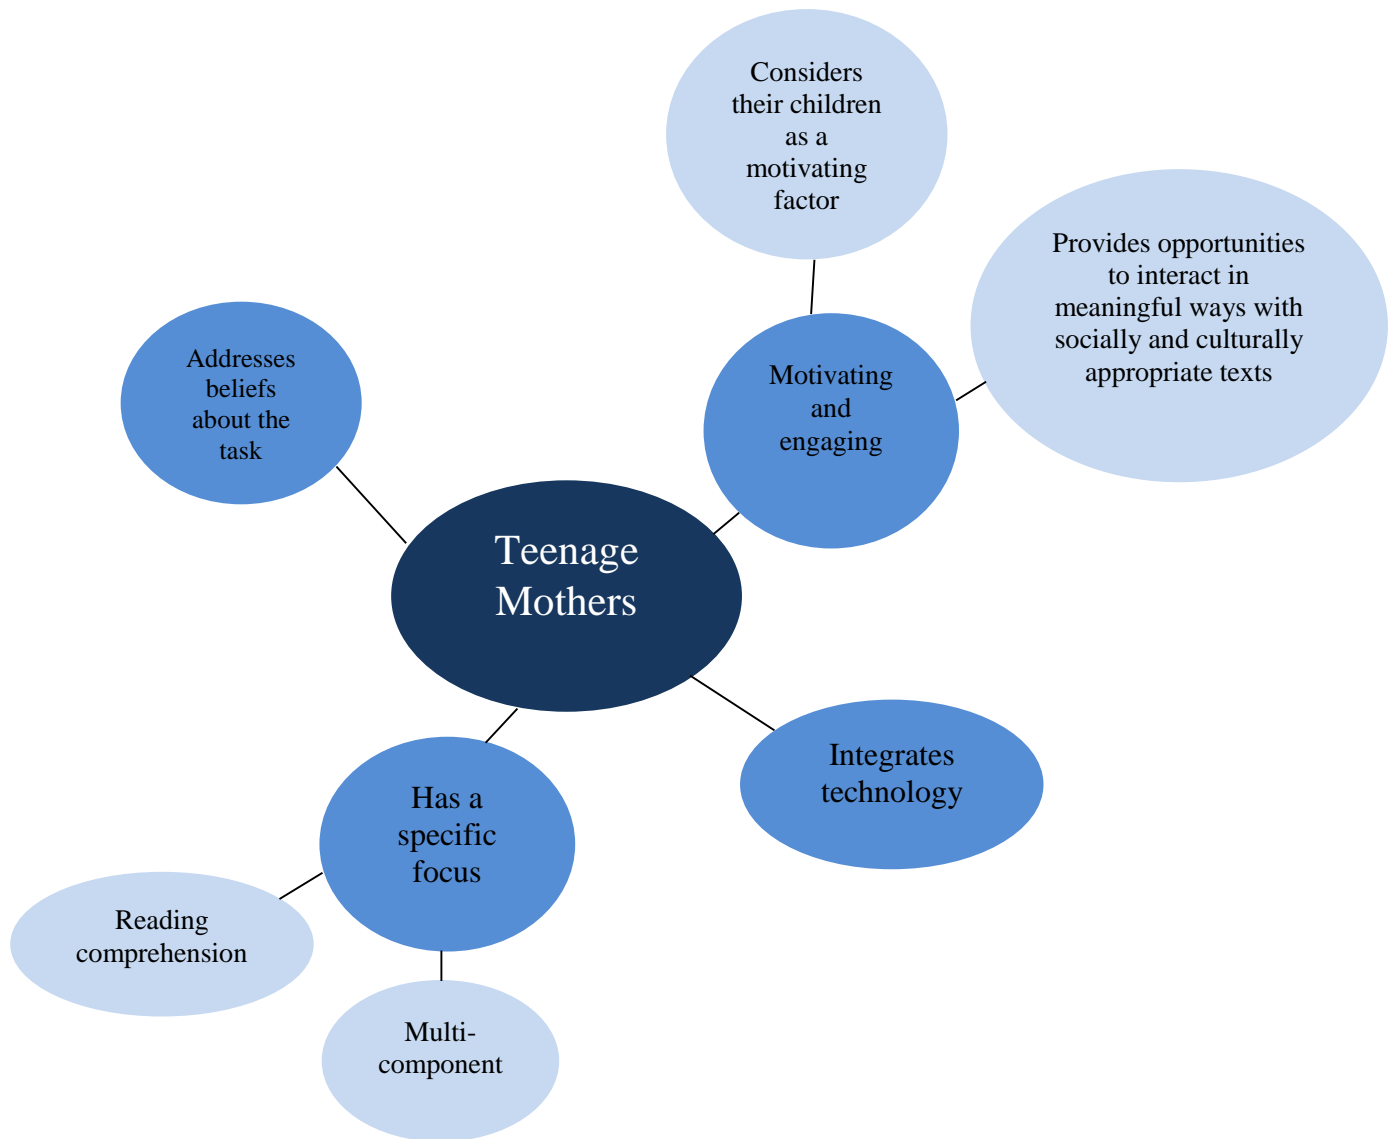 Considers
their children
as a
motivating
factor
Provides opportunities
to interact in
meaningful ways with
socially and culturally
appropriate texts
Addresses
beliefs
about the
task
Motivating
and
engaging
Teenage
Mothers
Integrates
technology
Has a
specific
focus
Reading
comprehension
Multi-
component